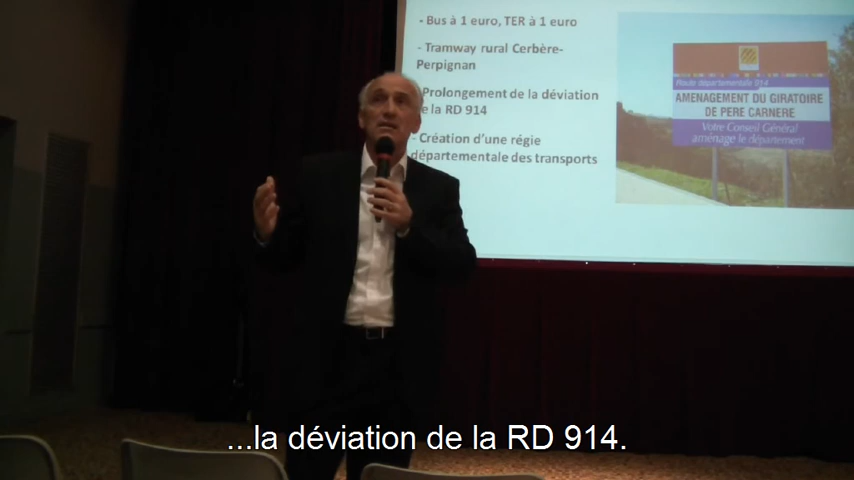 - Bus à 1 euro, TER à 1 euro
- Tramway rural Cerbère-
Perpignan
Prolongement de la déviation
de la RD 914
- Création d'une régie
départementale des transports
Route départementale 914
AMENAGEMENT DU GIRATOIRE
DE PERE CARNERE
Votre Conseil Général
aménage le département
...la déviation de la RD 914.